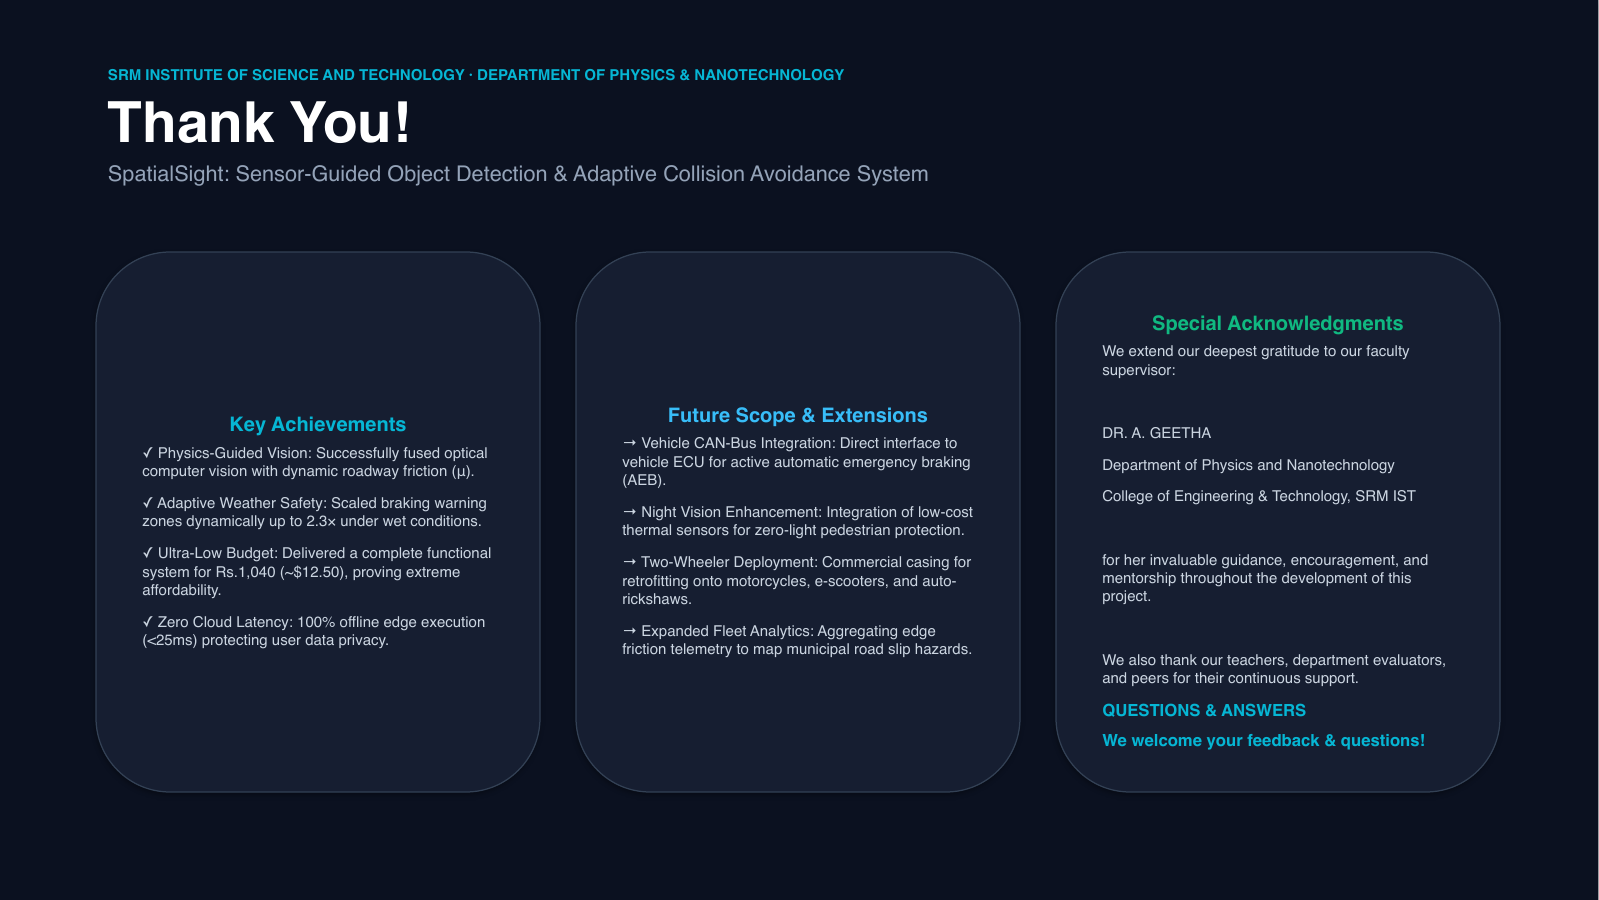 SRM INSTITUTE OF SCIENCE AND TECHNOLOGY · DEPARTMENT OF PHYSICS & NANOTECHNOLOGY
Thank You!
SpatialSight: Sensor-Guided Object Detection & Adaptive Collision Avoidance System
Key Achievements
✓ Physics-Guided Vision: Successfully fused optical
computer vision with dynamic roadway friction (μ).
✓ Adaptive Weather Safety: Scaled braking warning
zones dynamically up to 2.3× under wet conditions.
✓ Ultra-Low Budget: Delivered a complete functional
system for Rs.1,040 (~$12.50), proving extreme
affordability.
✓ Zero Cloud Latency: 100% offline edge execution
(<25ms) protecting user data privacy.
Future Scope & Extensions
→ Vehicle CAN-Bus Integration: Direct interface to
vehicle ECU for active automatic emergency braking
(AEB).
→ Night Vision Enhancement: Integration of low-cost
thermal sensors for zero-light pedestrian protection.
→ Two-Wheeler Deployment: Commercial casing for
retrofitting onto motorcycles, e-scooters, and auto-
rickshaws.
→ Expanded Fleet Analytics: Aggregating edge
friction telemetry to map municipal road slip hazards.
Special Acknowledgments
We extend our deepest gratitude to our faculty
supervisor:
DR. A. GEETHA
Department of Physics and Nanotechnology
College of Engineering & Technology, SRM IST
for her invaluable guidance, encouragement, and
mentorship throughout the development of this
project.
We also thank our teachers, department evaluators,
and peers for their continuous support.
QUESTIONS & ANSWERS
We welcome your feedback & questions!